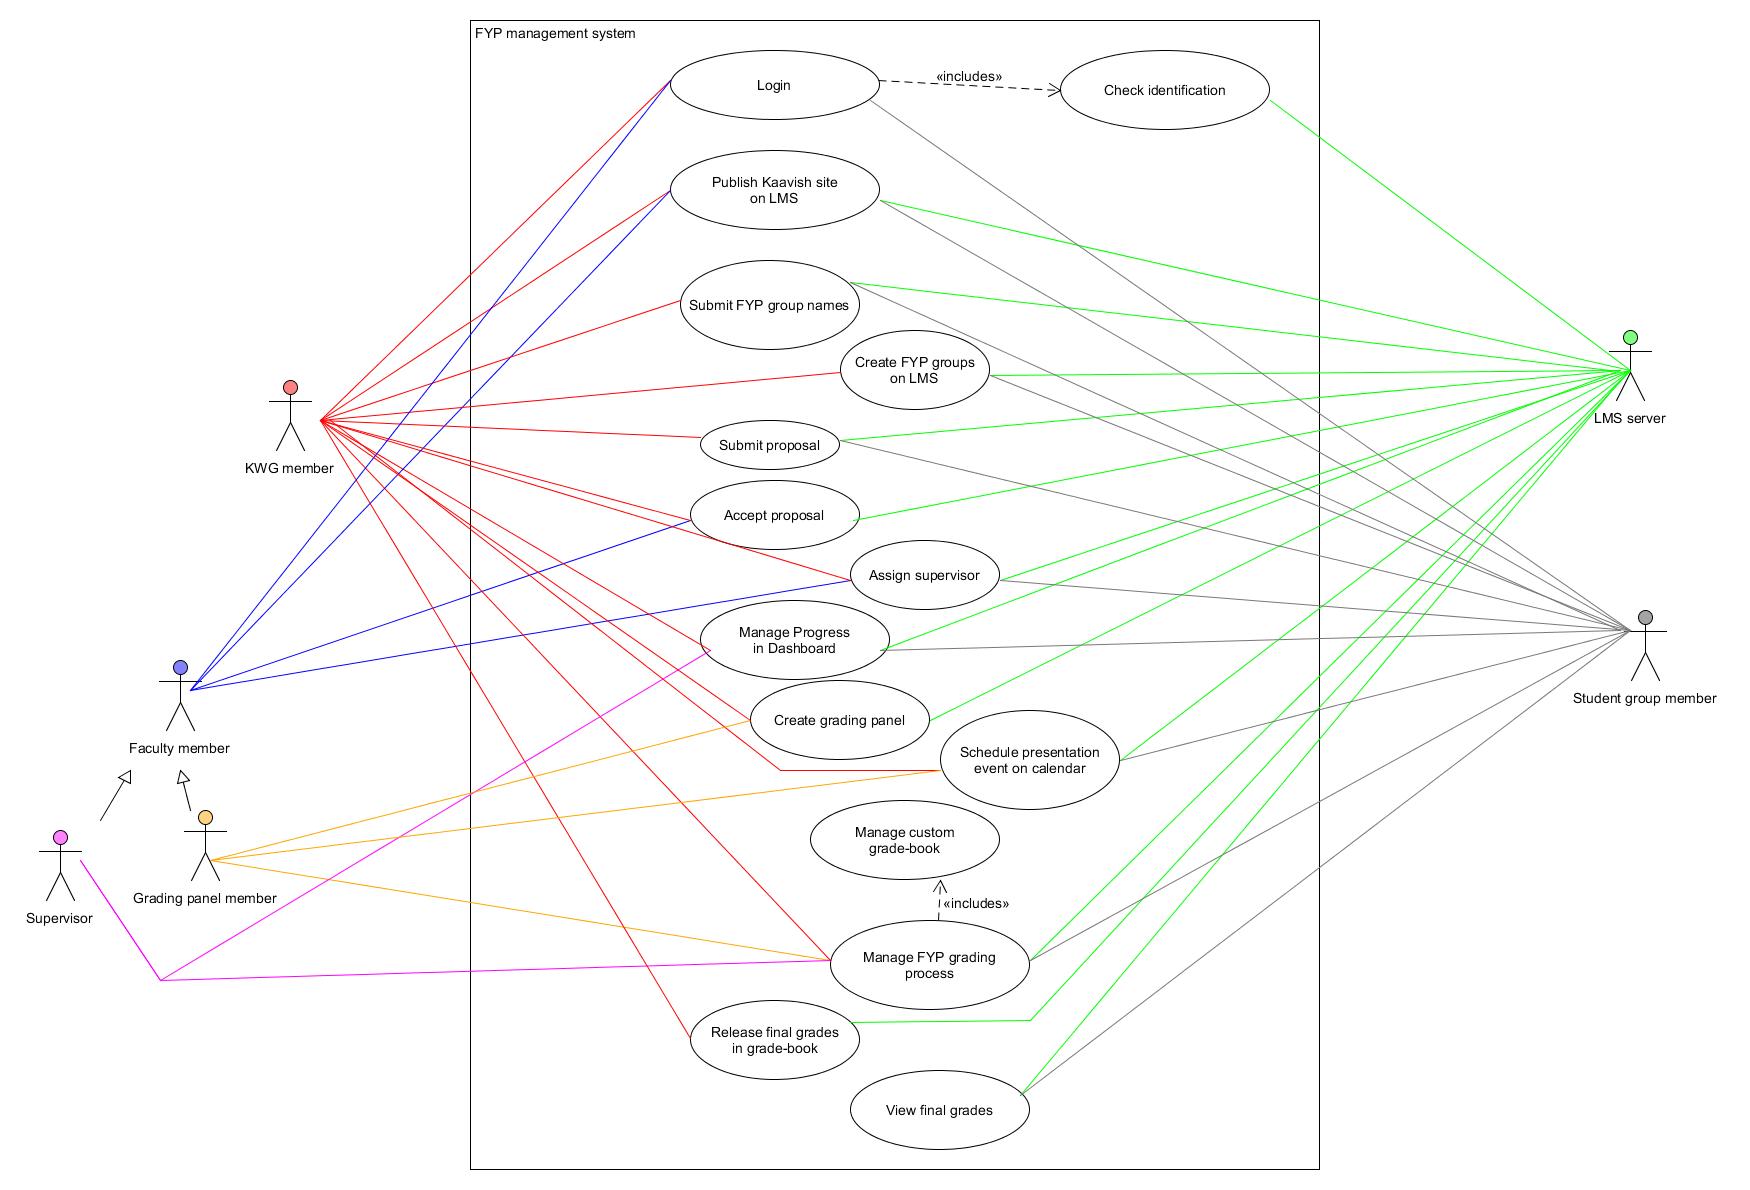 FYP management system
Login
«includes»
Check identification
Publish Kaavish site
on LMS
Submit FYP group names
Create FYP groups
on LMS
LMS server
KWG member
Submit proposal
Accept proposal
Assign supervisor
Manage Progress
in Dashboard
Student group member
Create grading panel
Faculty member
Schedule presentation
event on calendar
Manage custom
grade-book
Grading panel member
«includes»
Supervisor
Manage FYP grading
process
Release final grades
in grade-book
View final grades